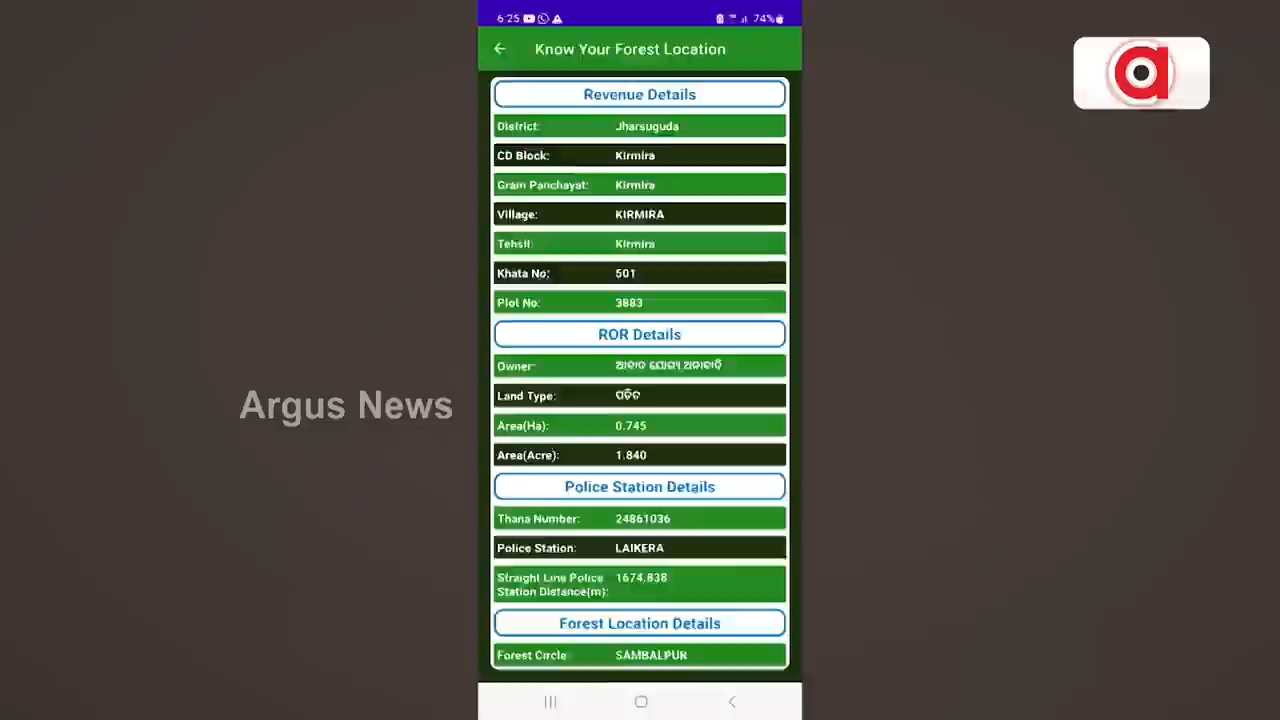 6:25
74%
Know Your Forest Location
Revenue Details
District: Jharsuguda
CD Block: Kirmira
Gram Panchayat: Kirmira
Village: KIRMIRA
Tehsil: Kirmira
Khata No: 501
Plot No: 3883
ROR Details
Owner: ଆବାଦ ଯୋଗ୍ୟ ଅନାବାଦି
Land Type: ପତିତ
Area(Ha): 0.745
Area(Acre): 1.840
Police Station Details
Thana Number: 24861036
Police Station: LAIKERA
Straight Line Police 1674.838
Station Distance(m):
Forest Location Details
Forest Circle SAMBALPUR
Argus News
a